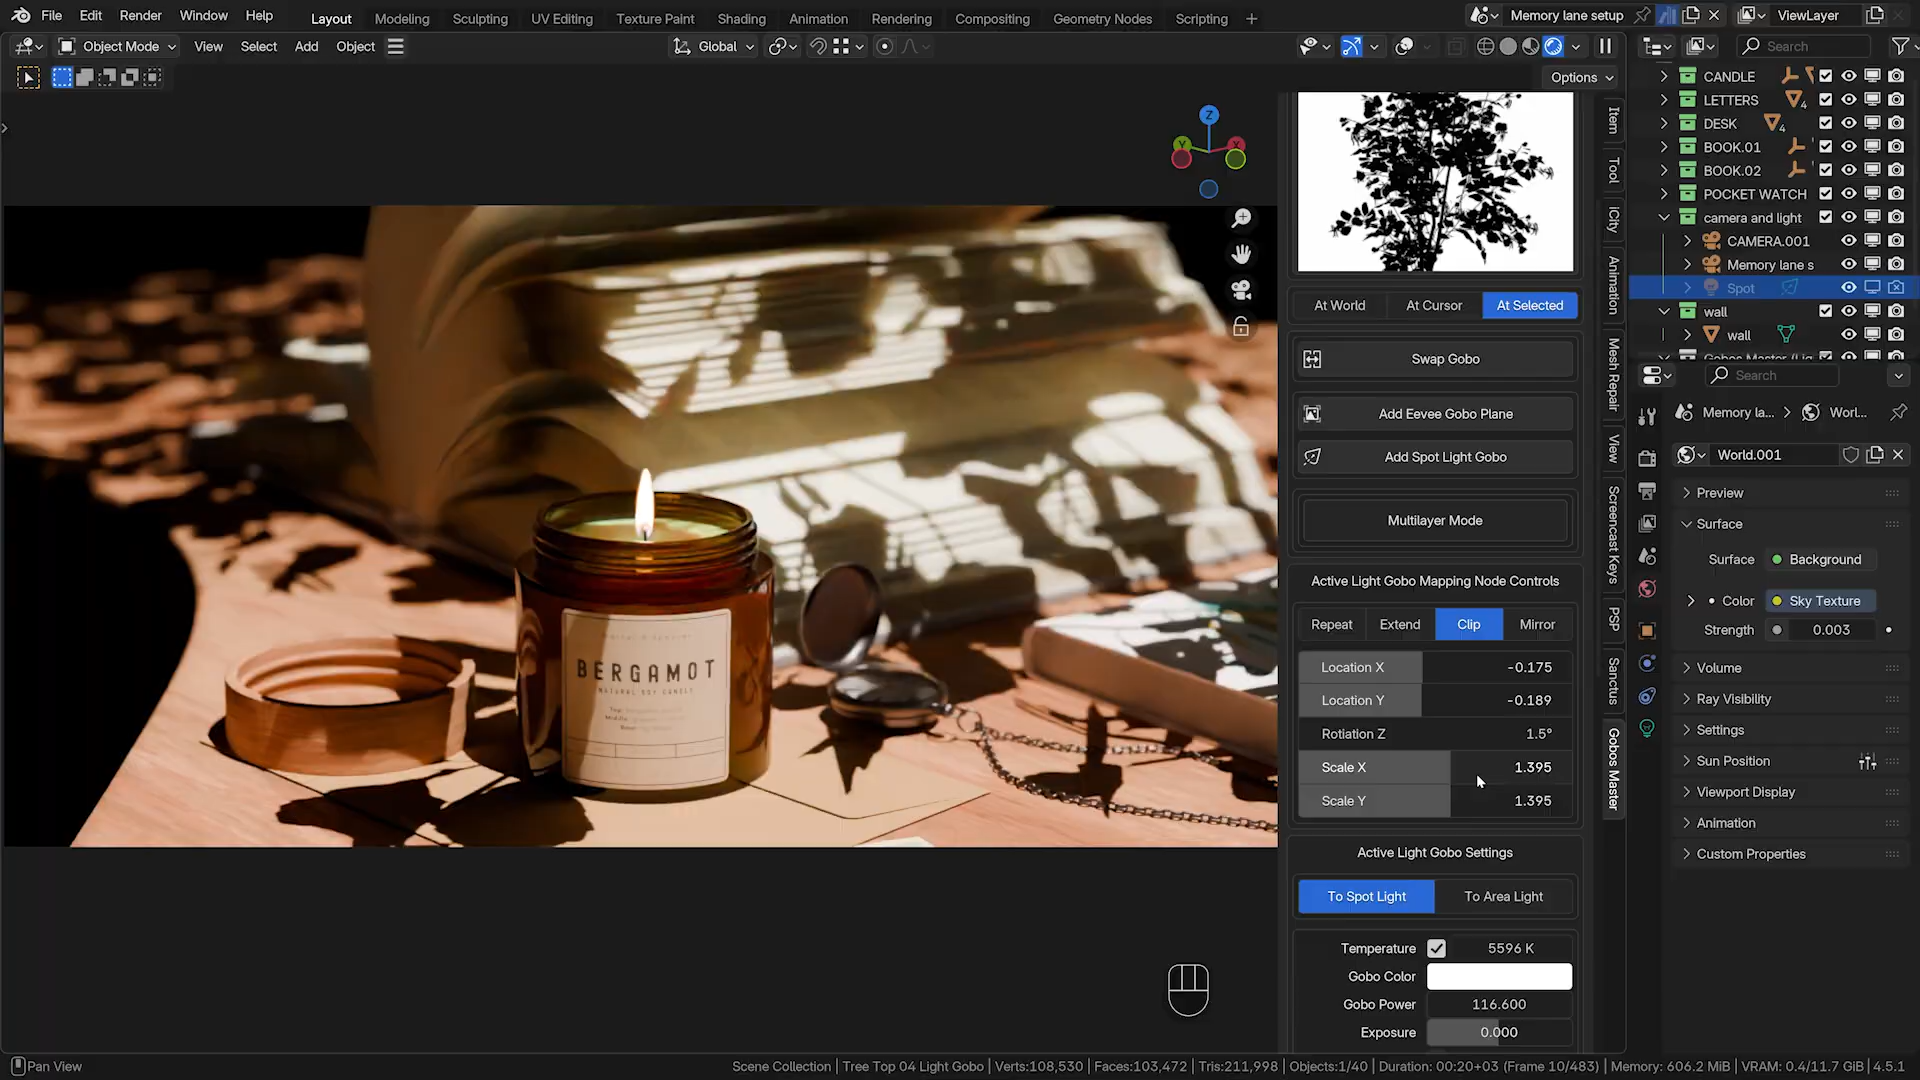 File Edit Render Window Help
Layout Modeling Sculpting UV Editing Texture Paint Shading Animation Rendering Compositing Geometry Nodes Scripting +
Memory lane setup
ViewLayer
Object Mode View Select Add Object
Global
Search
Options
CANDLE
LETTERS 4
DESK 4
BOOK.01
BOOK.02
POCKET WATCH
camera and light
CAMERA.001
Memory lane s
Spot
wall
wall
Gobos Master (Lig
Item
Tool
iCity
Animation
Mesh Repair
View
Screencast Keys
PSP
Sanctus
Gobos Master
Z
Y
X
At World At Cursor At Selected
Swap Gobo
Add Eevee Gobo Plane
Add Spot Light Gobo
Multilayer Mode
Active Light Gobo Mapping Node Controls
Repeat Extend Clip Mirror
Location X -0.175
Location Y -0.189
Rotiation Z 1.5°
Scale X 1.395
Scale Y 1.395
Active Light Gobo Settings
To Spot Light To Area Light
Temperature 5596 K
Gobo Color
Gobo Power 116.600
Exposure 0.000
Search
Memory la... > Worl...
World.001
Preview
Surface
Surface Background
Color Sky Texture
Strength 0.003
Volume
Ray Visibility
Settings
Sun Position
Viewport Display
Animation
Custom Properties
BERGAMOT
NATURAL SOY CANDLE
Pan View
Scene Collection | Tree Top 04 Light Gobo | Verts:108,530 | Faces:103,472 | Tris:211,998 | Objects:1/40 | Duration: 00:20+03 (Frame 10/483) | Memory: 606.2 MiB | VRAM: 0.4/11.7 GiB | 4.5.1